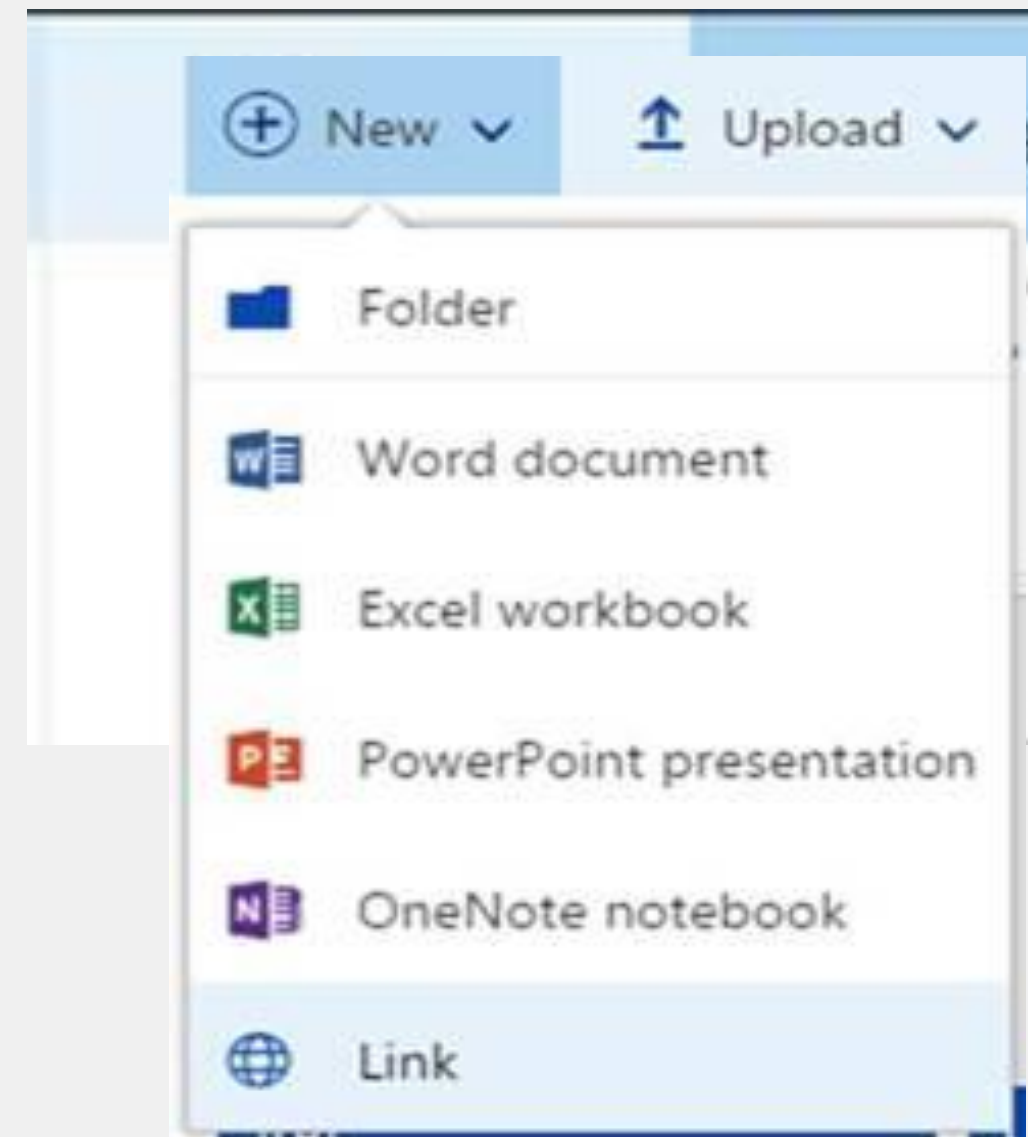 New Upload
Folder
Word document
Excel workbook
PowerPoint presentation
OneNote notebook
Link